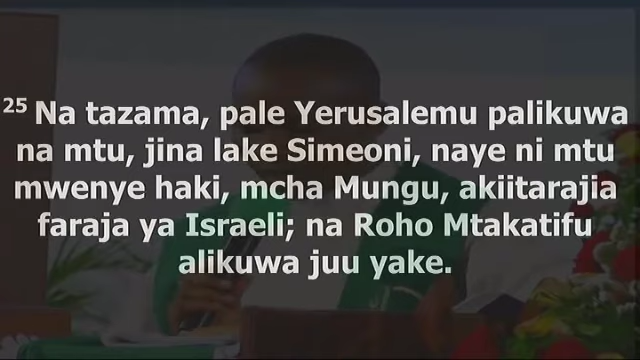 25 Na tazama, pale Yerusalemu palikuwa
na mtu, jina lake Simeoni, naye ni mtu
mwenye haki, mcha Mungu, akiitarajia
faraja ya Israeli; na Roho Mtakatifu
alikuwa juu yake.